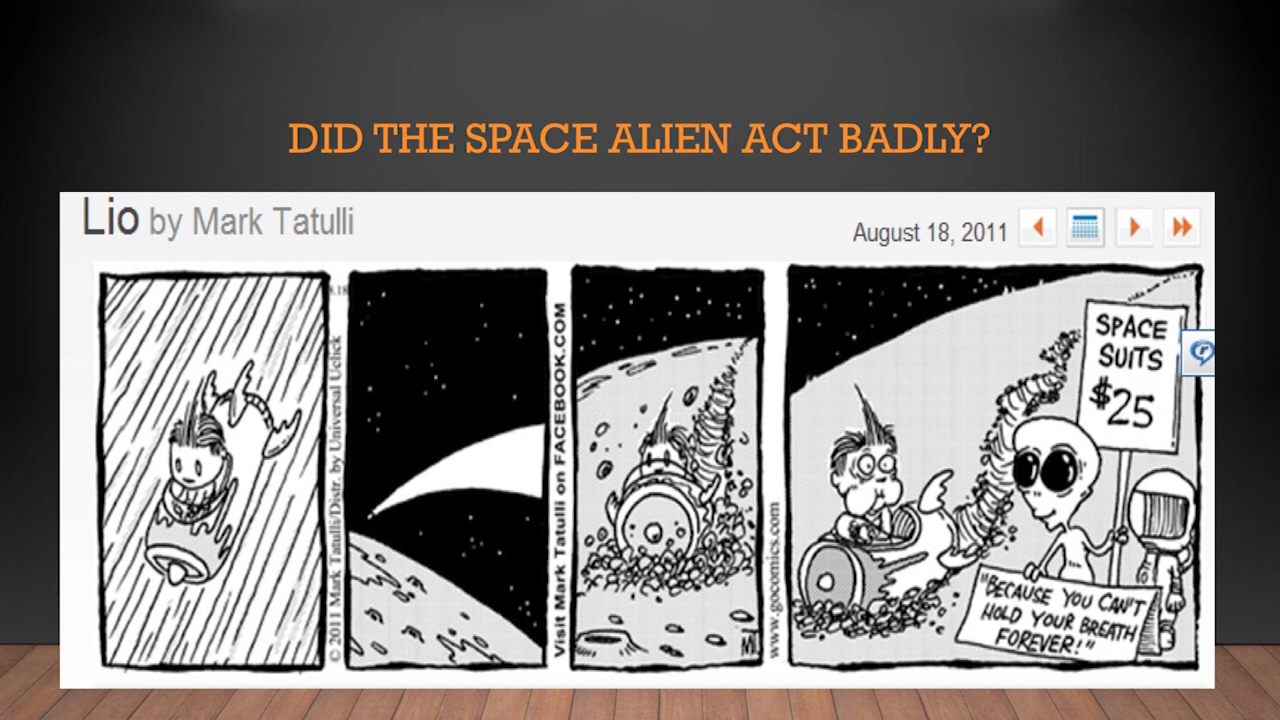 DID THE SPACE ALIEN ACT BADLY?
Lio by Mark Tatulli
August 18, 2011
© 2011 Mark Tatulli/Distr. by Universal Uclick
Visit Mark Tatulli on FACEBOOK.COM
www.gocomics.com
SPACE
SUITS
$25
"BECAUSE YOU CAN'T
HOLD YOUR BREATH
FOREVER!"